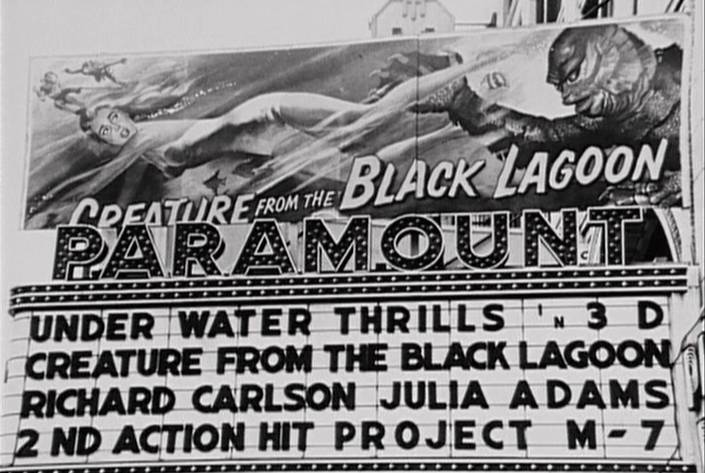 CREATURE FROM THE BLACK LAGOON
PARAMOUNT
UNDER WATER THRILLS 'N 3 D
CREATURE FROM THE BLACK LAGOON
RICHARD CARLSON JULIA ADAMS
2 ND ACTION HIT PROJECT M-7